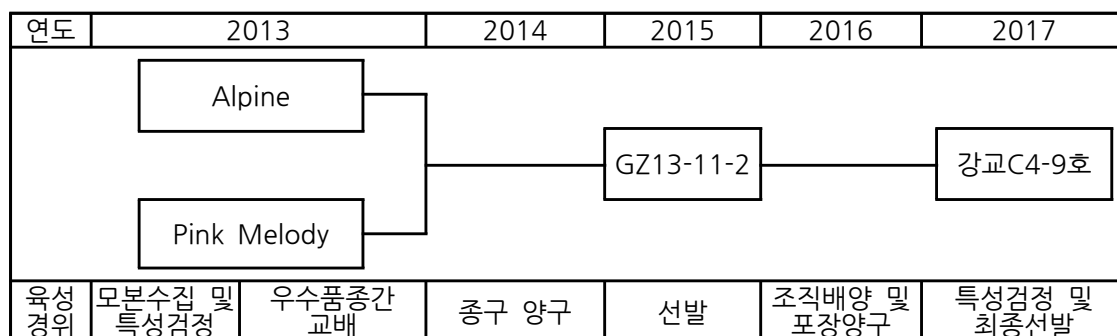 연도 2013 2014 2015 2016 2017
Alpine
GZ13-11-2 강교C4-9호
Pink Melody
육성 모본수집 및 우수품종간 종구 양구 선발 조직배양 및 특성검정 및
경위 특성검정 교배 포장양구 최종선발